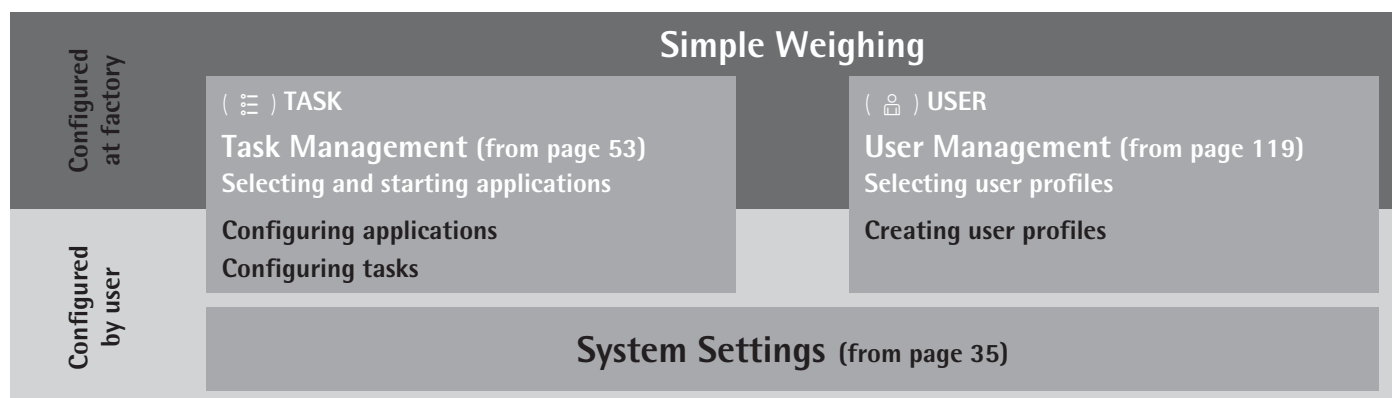 Configured
at factory
Simple Weighing
( ) TASK
Task Management (from page 53)
Selecting and starting applications
Configuring applications
Configuring tasks
( ) USER
User Management (from page 119)
Selecting user profiles
Creating user profiles
Configured
by user
System Settings (from page 35)